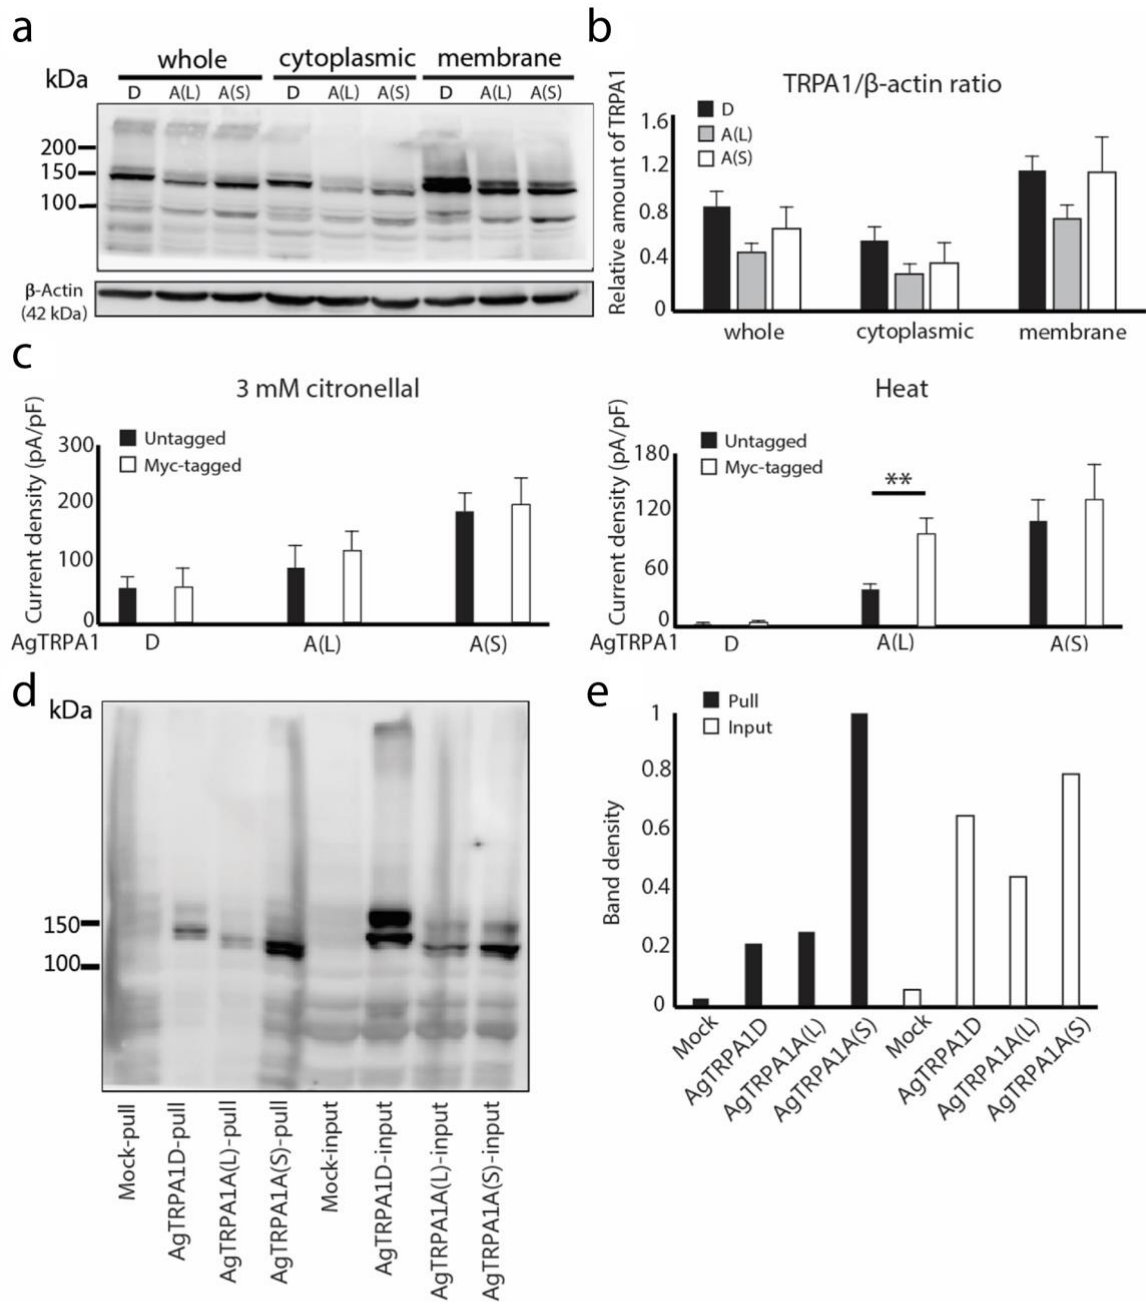 a
whole cytoplasmic membrane
kDa
D A(L) A(S) D A(L) A(S) D A(L) A(S)
200
150
100
β-Actin
(42 kDa)
b
TRPA1/β-actin ratio
Relative amount of TRPA1
D
A(L)
A(S)
1.6
1.2
0.8
0.4
0
whole cytoplasmic membrane
c
3 mM citronellal
Current density (pA/pF)
Untagged
Myc-tagged
300
200
100
0
AgTRPA1 D A(L) A(S)
Heat
Current density (pA/pF)
Untagged
Myc-tagged
180
120
60
0
**
AgTRPA1 D A(L) A(S)
d
kDa
150
100
Mock-pull
AgTRPA1D-pull
AgTRPA1A(L)-pull
AgTRPA1A(S)-pull
Mock-input
AgTRPA1D-input
AgTRPA1A(L)-input
AgTRPA1A(S)-input
e
Pull
Input
Band density
1
0.8
0.6
0.4
0.2
0
Mock
AgTRPA1D
AgTRPA1A(L)
AgTRPA1A(S)
Mock
AgTRPA1D
AgTRPA1A(L)
AgTRPA1A(S)